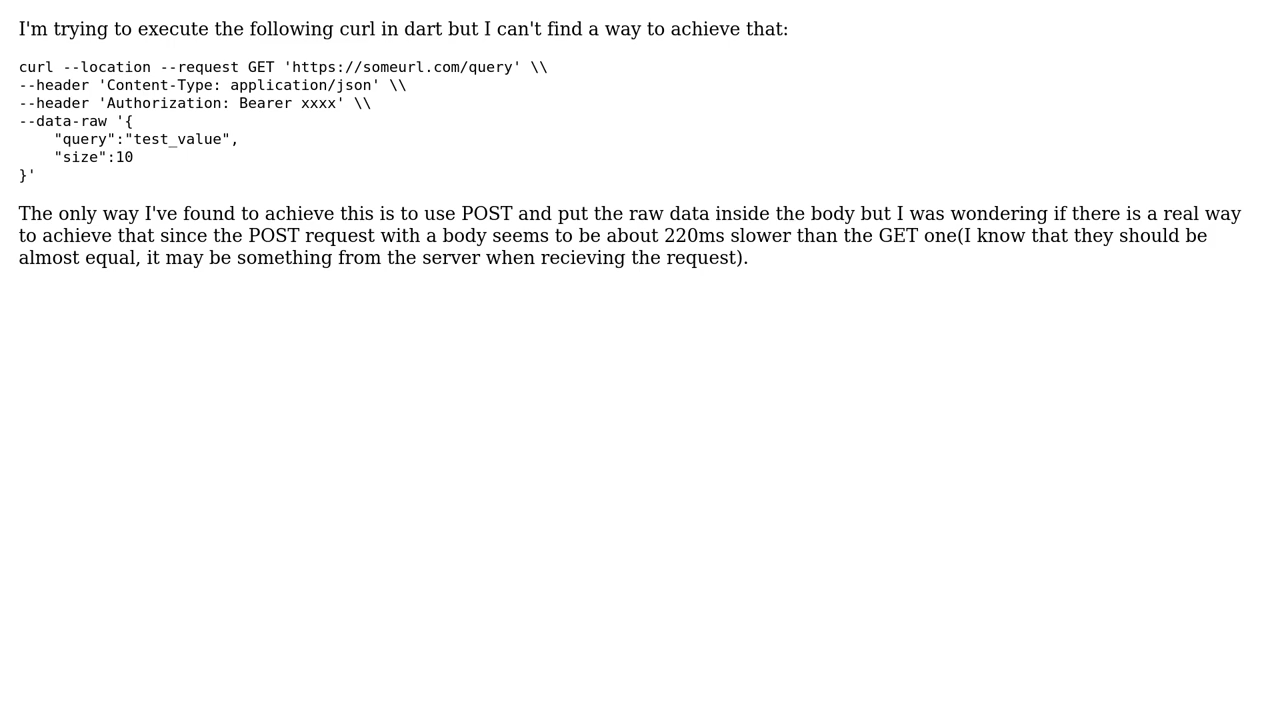 I'm trying to execute the following curl in dart but I can't find a way to achieve that:
curl --location --request GET 'https://someurl.com/query' \\
--header 'Content-Type: application/json' \\
--header 'Authorization: Bearer xxxx' \\
--data-raw '{
    "query":"test_value",
    "size":10
}'
The only way I've found to achieve this is to use POST and put the raw data inside the body but I was wondering if there is a real way
to achieve that since the POST request with a body seems to be about 220ms slower than the GET one(I know that they should be
almost equal, it may be something from the server when recieving the request).